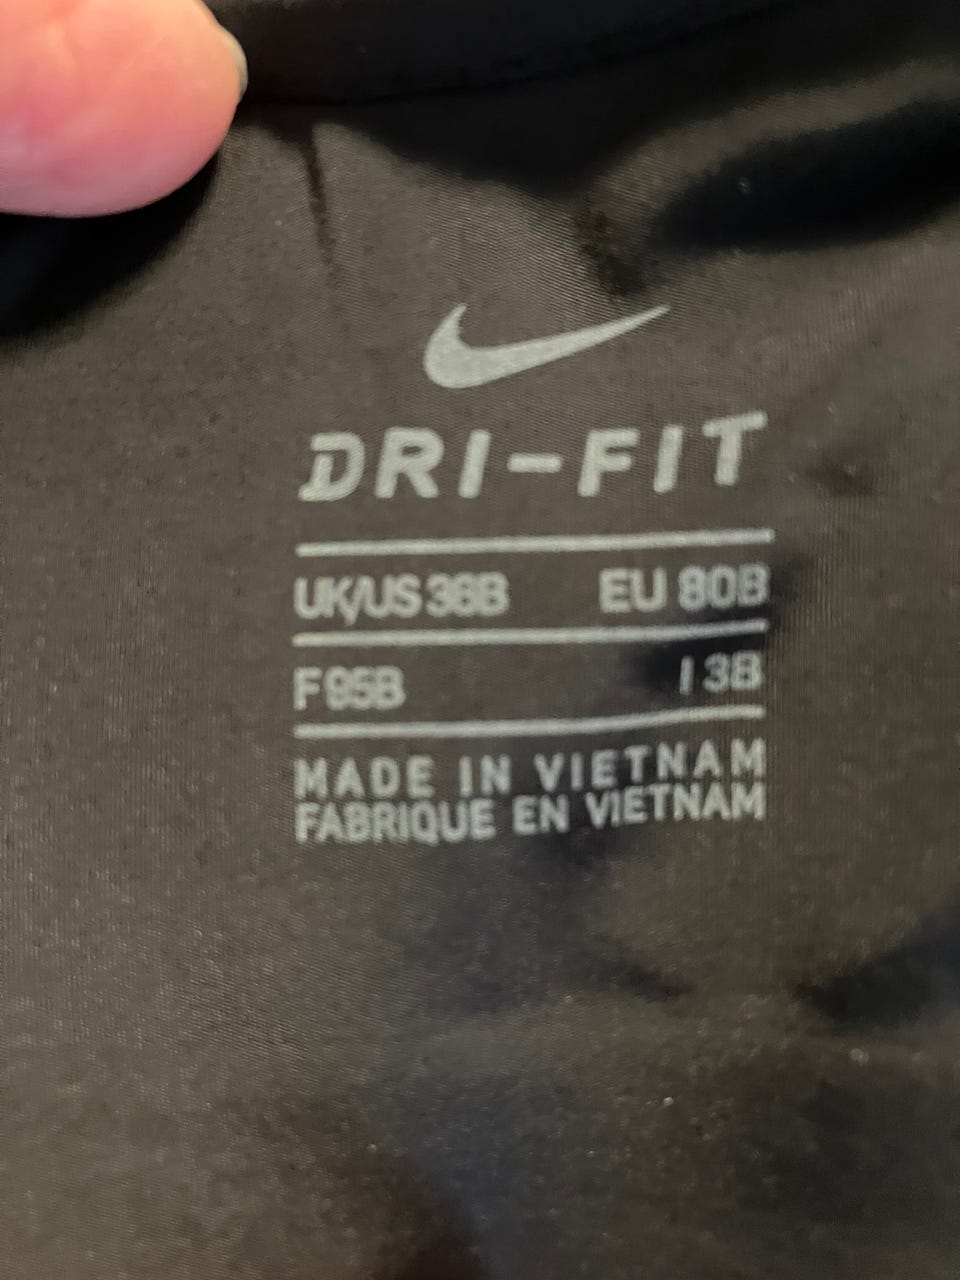 DRI-FIT
UK/US 36B EU 80B
F 95B I 3B
MADE IN VIETNAM
FABRIQUE EN VIETNAM